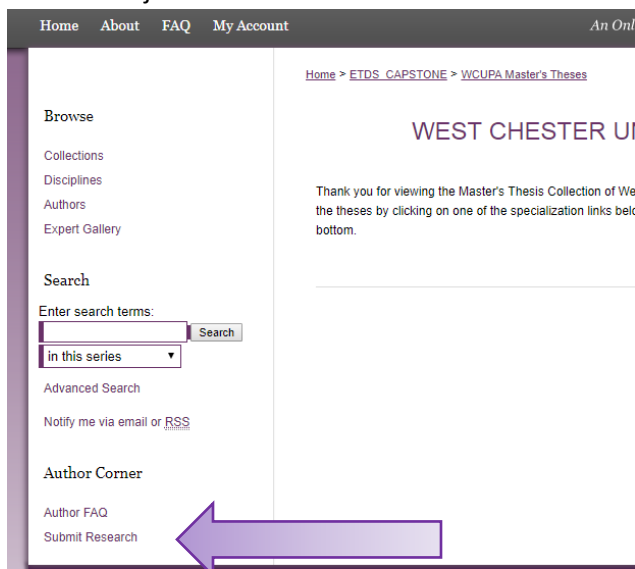 Home About FAQ My Account An Onl
Home > ETDS_CAPSTONE > WCUPA Master's Theses
Browse
WEST CHESTER UN
Collections
Disciplines
Authors
Expert Gallery
Thank you for viewing the Master's Thesis Collection of We
the theses by clicking on one of the specialization links belo
bottom.
Search
Enter search terms:
Search
in this series
Advanced Search
Notify me via email or RSS
Author Corner
Author FAQ
Submit Research